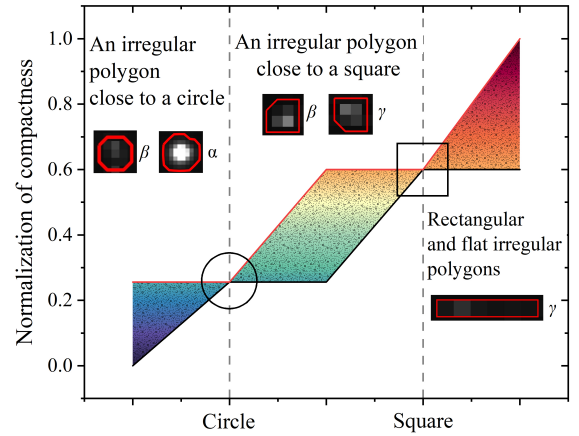 An irregular
polygon
close to a circle
β
α
An irregular polygon
close to a square
β
γ
Rectangular
and flat irregular
polygons
γ
Normalization of compactness
1.0
0.8
0.6
0.4
0.2
0.0
Circle
Square